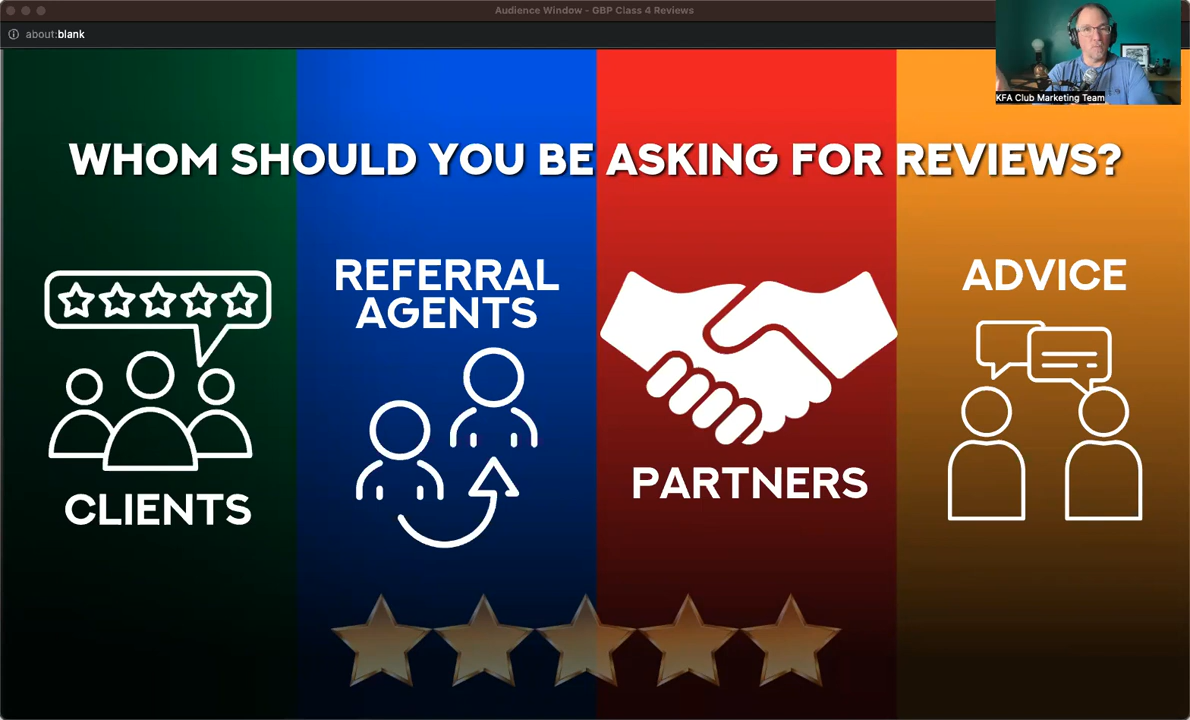 Audience Window - GBP Class 4 Reviews
about:blank
KFA Club Marketing Team
WHOM SHOULD YOU BE ASKING FOR REVIEWS?
CLIENTS
REFERRAL
AGENTS
PARTNERS
ADVICE